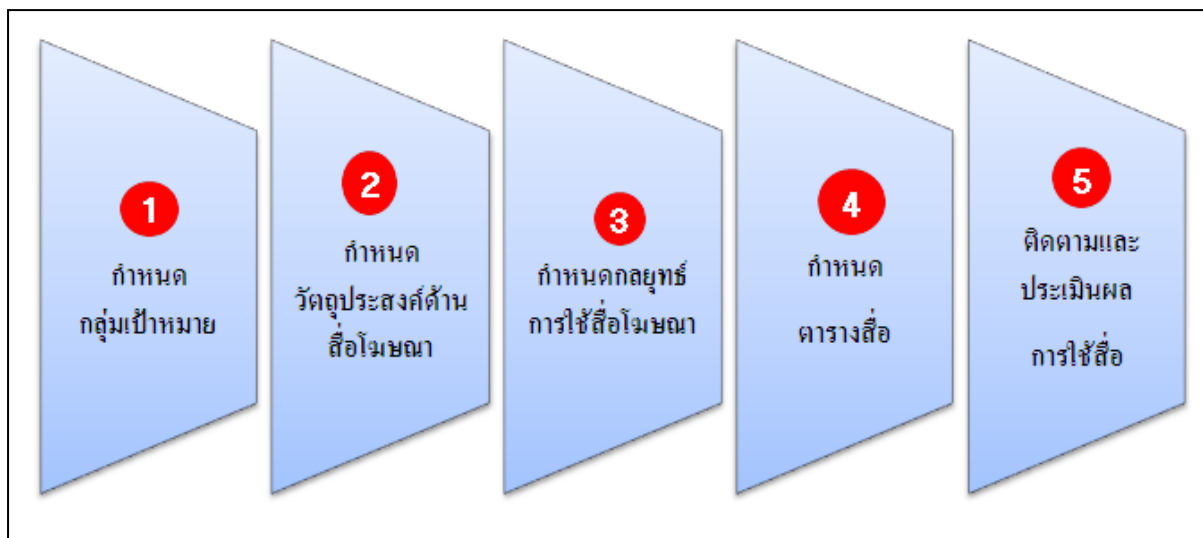 1
กำหนด
กลุ่มเป้าหมาย
2
กำหนด
วัตถุประสงค์ด้าน
สื่อโฆษณา
3
กำหนดกลยุทธ์
การใช้สื่อโฆษณา
4
กำหนด
ตารางสื่อ
5
ติดตามและ
ประเมินผล
การใช้สื่อ